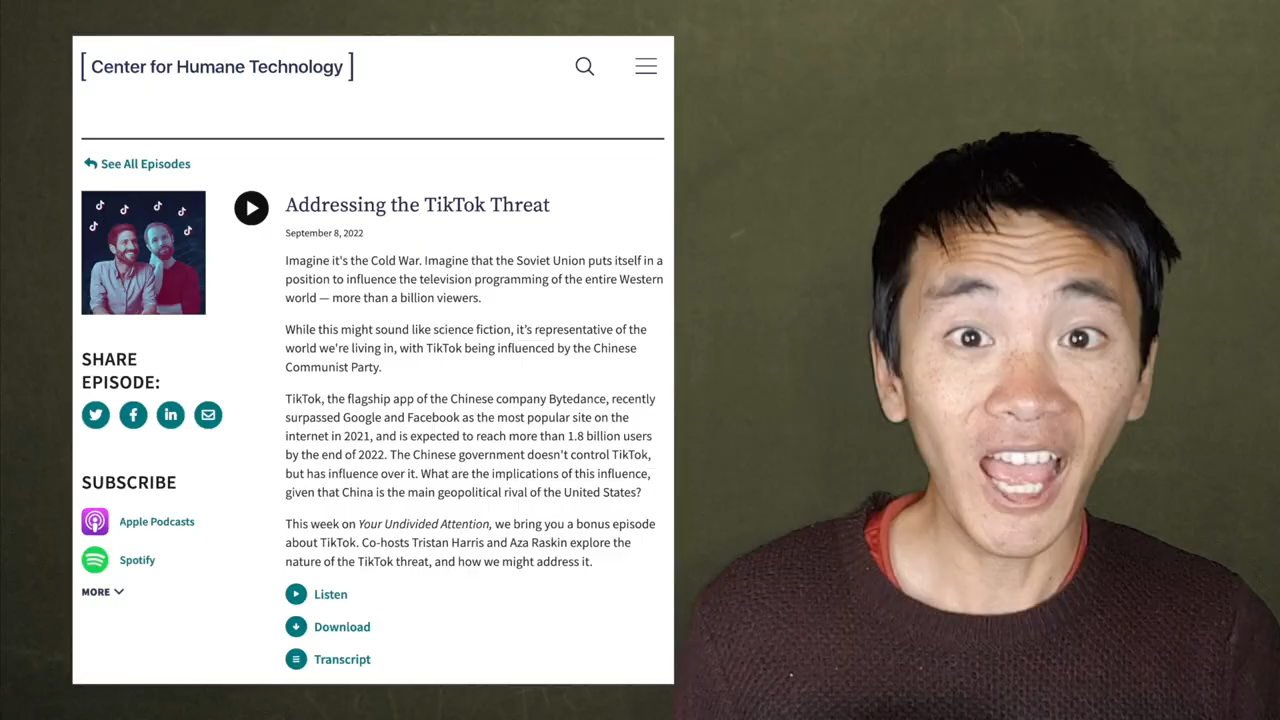 [ Center for Humane Technology ]
See All Episodes
Addressing the TikTok Threat
September 8, 2022
Imagine it's the Cold War. Imagine that the Soviet Union puts itself in a
position to influence the television programming of the entire Western
world — more than a billion viewers.
While this might sound like science fiction, it's representative of the
world we're living in, with TikTok being influenced by the Chinese
Communist Party.
TikTok, the flagship app of the Chinese company Bytedance, recently
surpassed Google and Facebook as the most popular site on the
internet in 2021, and is expected to reach more than 1.8 billion users
by the end of 2022. The Chinese government doesn't control TikTok,
but has influence over it. What are the implications of this influence,
given that China is the main geopolitical rival of the United States?
This week on Your Undivided Attention, we bring you a bonus episode
about TikTok. Co-hosts Tristan Harris and Aza Raskin explore the
nature of the TikTok threat, and how we might address it.
Listen
Download
Transcript
SHARE
EPISODE:
SUBSCRIBE
Apple Podcasts
Spotify
MORE